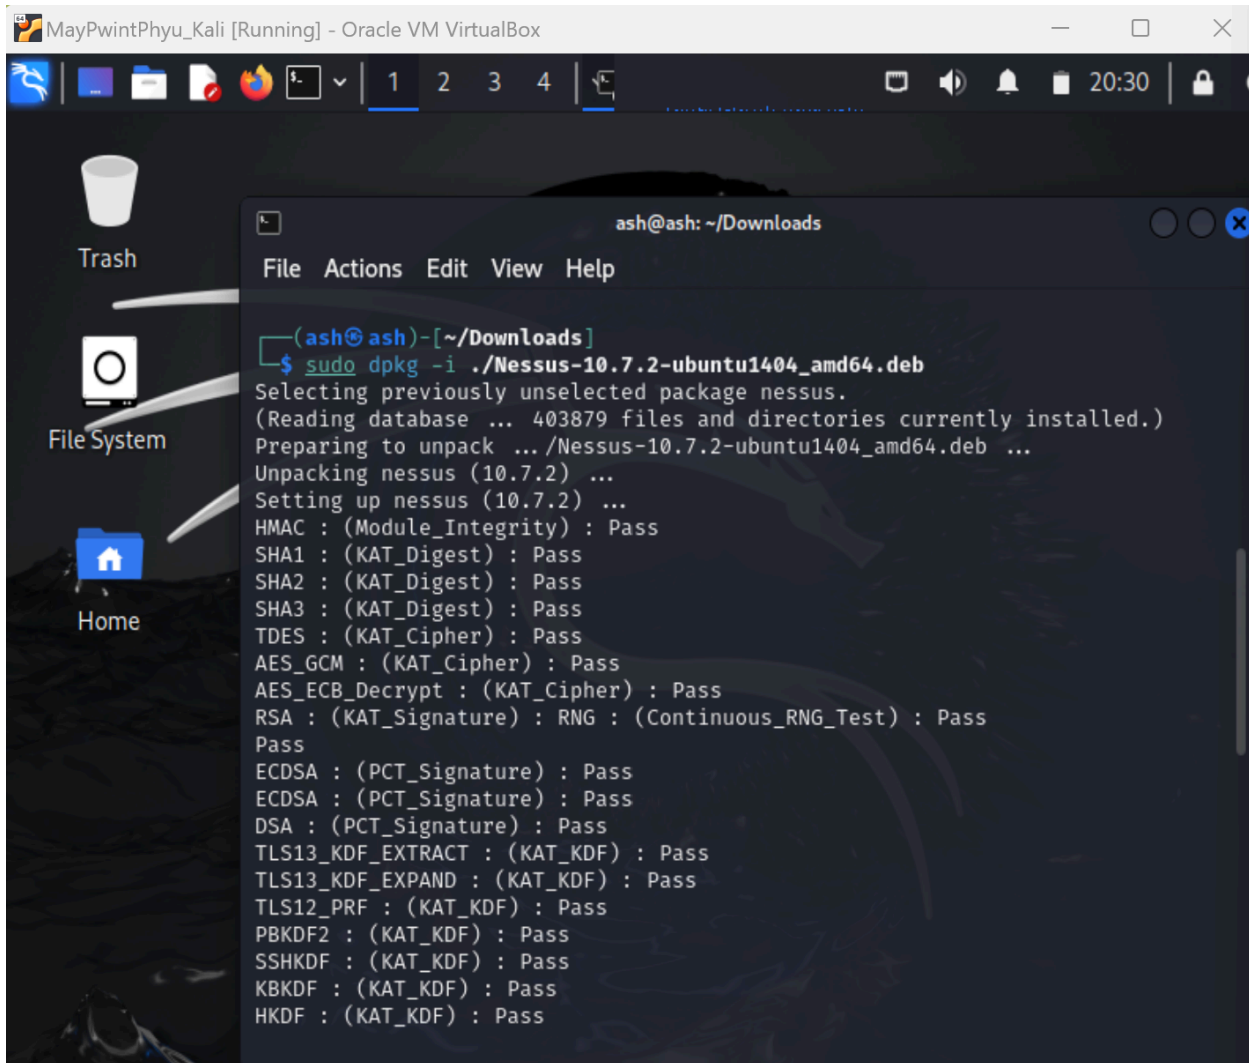 MayPwintPhyu_Kali [Running] - Oracle VM VirtualBox
1 2 3 4 20:30
Trash
File System
Home
ash@ash: ~/Downloads
File Actions Edit View Help
(ash㉿ash)-[~/Downloads]
$ sudo dpkg -i ./Nessus-10.7.2-ubuntu1404_amd64.deb
Selecting previously unselected package nessus.
(Reading database ... 403879 files and directories currently installed.)
Preparing to unpack .../Nessus-10.7.2-ubuntu1404_amd64.deb ...
Unpacking nessus (10.7.2) ...
Setting up nessus (10.7.2) ...
HMAC : (Module_Integrity) : Pass
SHA1 : (KAT_Digest) : Pass
SHA2 : (KAT_Digest) : Pass
SHA3 : (KAT_Digest) : Pass
TDES : (KAT_Cipher) : Pass
AES_GCM : (KAT_Cipher) : Pass
AES_ECB_Decrypt : (KAT_Cipher) : Pass
RSA : (KAT_Signature) : RNG : (Continuous_RNG_Test) : Pass
Pass
ECDSA : (PCT_Signature) : Pass
ECDSA : (PCT_Signature) : Pass
DSA : (PCT_Signature) : Pass
TLS13_KDF_EXTRACT : (KAT_KDF) : Pass
TLS13_KDF_EXPAND : (KAT_KDF) : Pass
TLS12_PRF : (KAT_KDF) : Pass
PBKDF2 : (KAT_KDF) : Pass
SSHKDF : (KAT_KDF) : Pass
KBKDF : (KAT_KDF) : Pass
HKDF : (KAT_KDF) : Pass